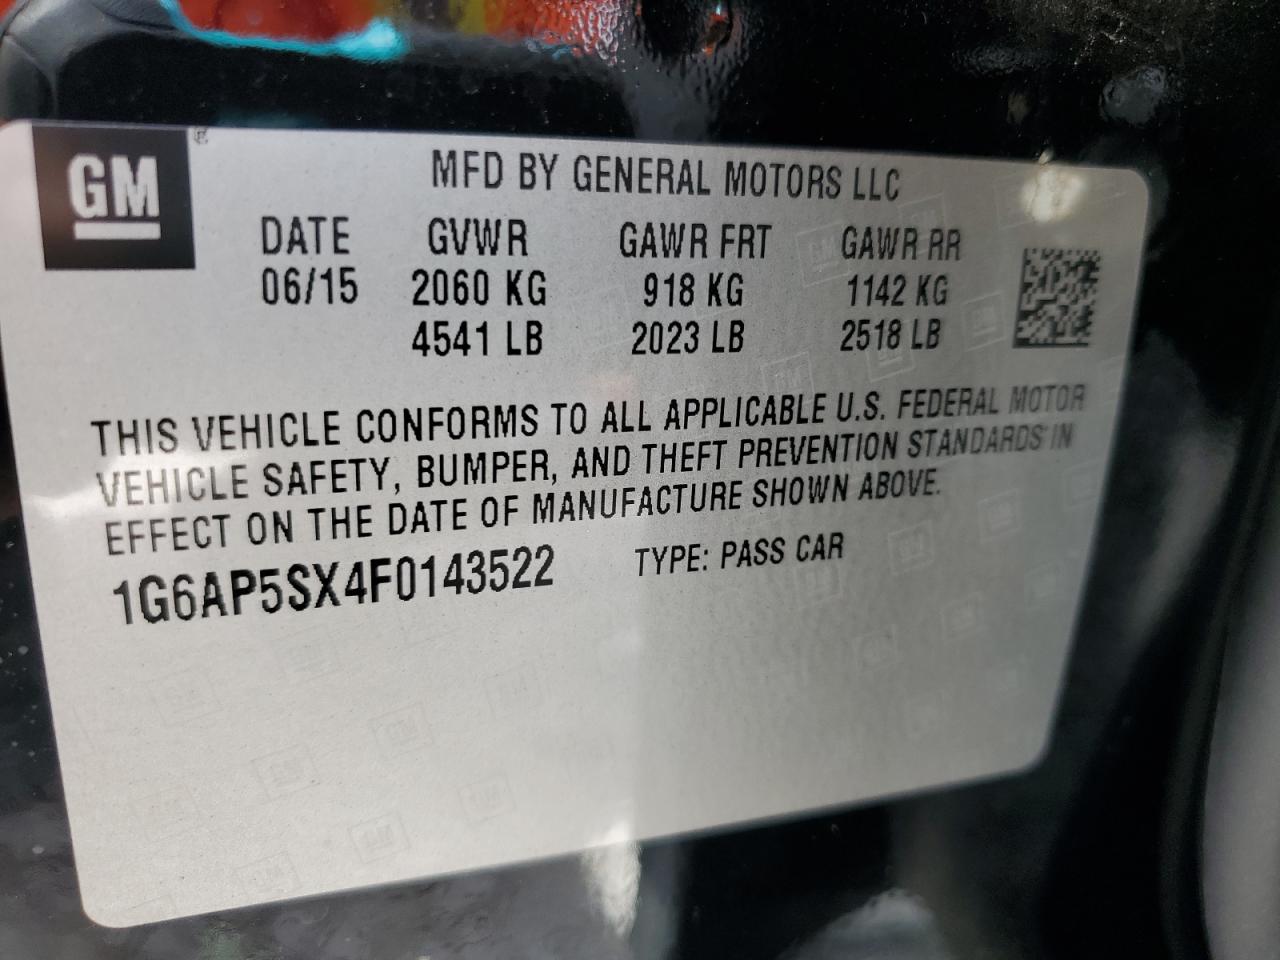 GM
MFD BY GENERAL MOTORS LLC
DATE GVWR GAWR FRT GAWR RR
06/15 2060 KG 918 KG 1142 KG
4541 LB 2023 LB 2518 LB
THIS VEHICLE CONFORMS TO ALL APPLICABLE U.S. FEDERAL MOTOR
VEHICLE SAFETY, BUMPER, AND THEFT PREVENTION STANDARDS IN
EFFECT ON THE DATE OF MANUFACTURE SHOWN ABOVE.
1G6AP5SX4F0143522 TYPE: PASS CAR